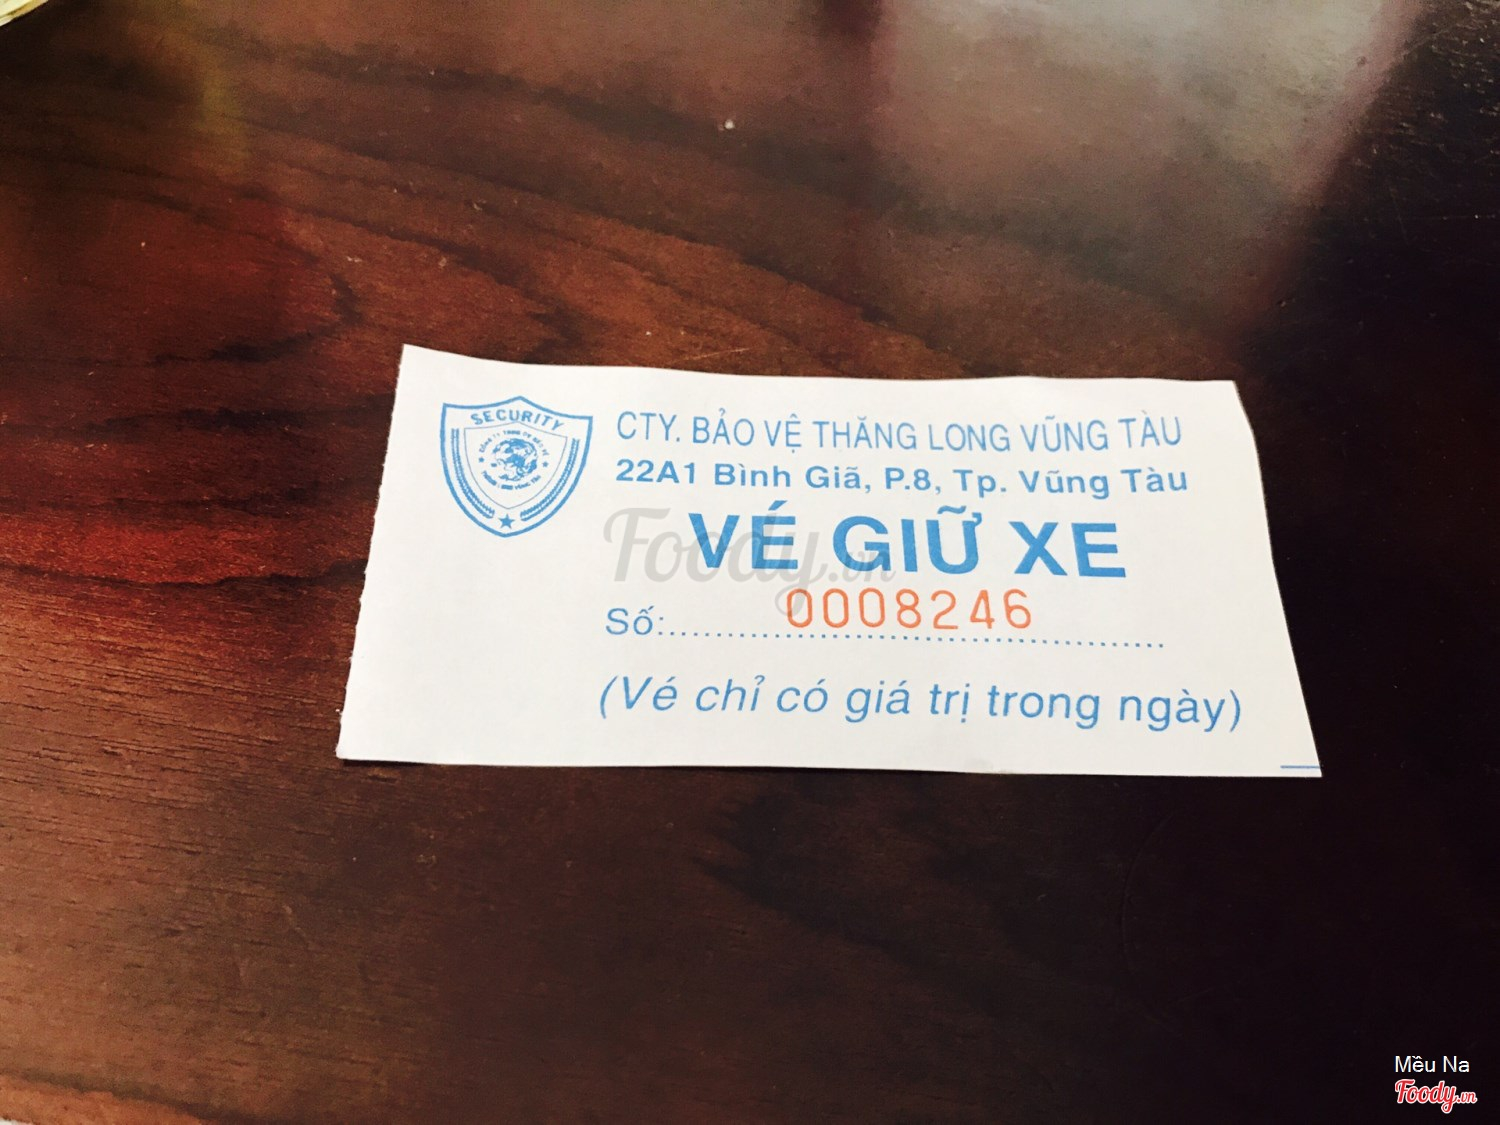 SECURITY
CTY. BẢO VỆ THĂNG LONG VŨNG TÀU
22A1 Bình Giã, P.8, Tp. Vũng Tàu
VÉ GIỮ XE
Foody.vn
Số:.......... 0008246
(Vé chỉ có giá trị trong ngày)
Mều Na
Foody.vn